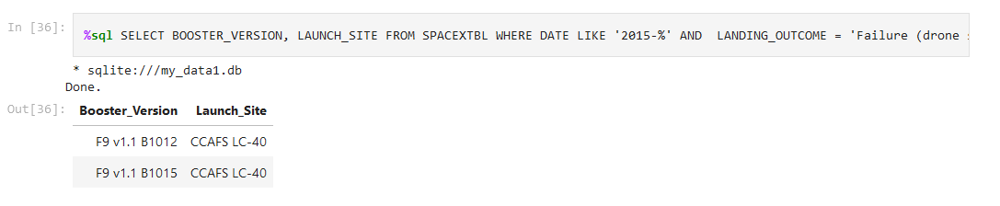 In [36]: %sql SELECT BOOSTER_VERSION, LAUNCH_SITE FROM SPACEXTBL WHERE DATE LIKE '2015-%' AND  LANDING_OUTCOME = 'Failure (drone
* sqlite:///my_data1.db
Done.
Out[36]: Booster_Version Launch_Site
F9 v1.1 B1012 CCAFS LC-40
F9 v1.1 B1015 CCAFS LC-40